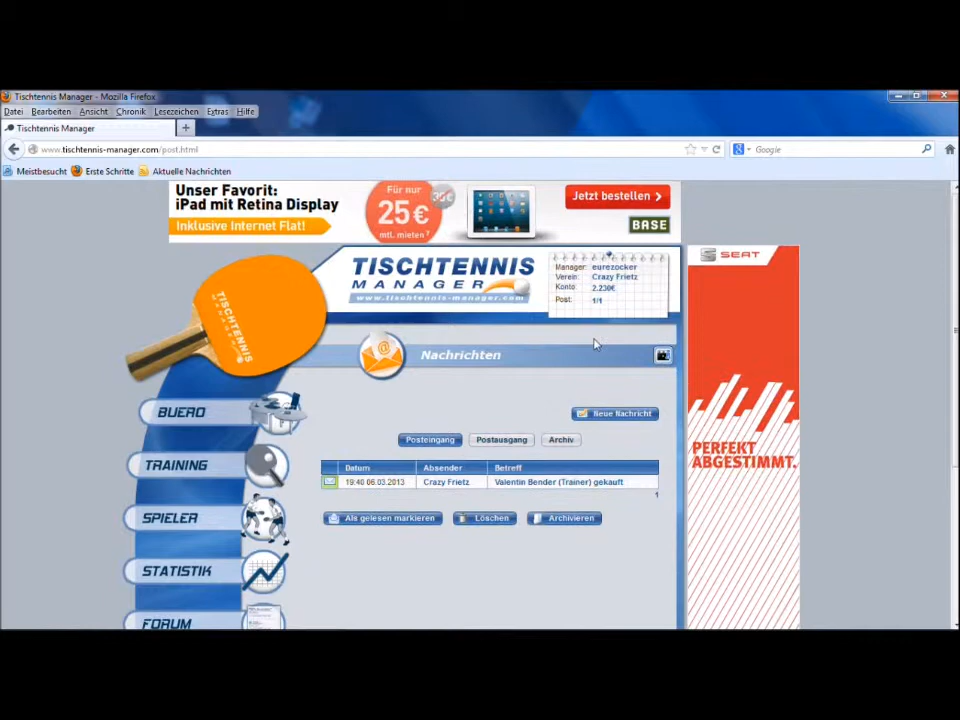 Tischtennis Manager - Mozilla Firefox
Datei Bearbeiten Ansicht Chronik Lesezeichen Extras Hilfe
Tischtennis Manager
www.tischtennis-manager.com/post.html
Google
Meistbesucht Erste Schritte Aktuelle Nachrichten
Unser Favorit:
iPad mit Retina Display
Inklusive Internet Flat!
Für nur
25 €
mtl. mieten
Jetzt bestellen
BASE
TISCHTENNIS
MANAGER
www.tischtennis-manager.com
Manager: eurezocker
Verein: Crazy Frietz
Konto: 2.230€
Post: 1/1
SEAT
TISCHTENNIS
MANAGER
Nachrichten
BUERO
Neue Nachricht
Posteingang Postausgang Archiv
TRAINING
Datum Absender Betreff
19:40 06.03.2013 Crazy Frietz Valentin Bender (Trainer) gekauft
1
PERFEKT
ABGESTIMMT.
SPIELER
Als gelesen markieren Löschen Archivieren
STATISTIK
FORUM